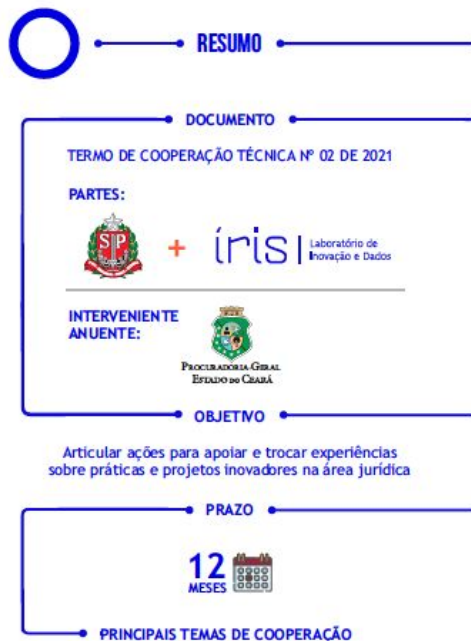 RESUMO
DOCUMENTO
TERMO DE COOPERAÇÃO TÉCNICA Nº 02 DE 2021
PARTES:
SP
+
íris | Laboratório de
Inovação e Dados
INTERVENIENTE
ANUENTE:
PROCURADORIA-GERAL
ESTADO DO CEARÁ
OBJETIVO
Articular ações para apoiar e trocar experiências
sobre práticas e projetos inovadores na área jurídica
PRAZO
12
MESES
PRINCIPAIS TEMAS DE COOPERAÇÃO